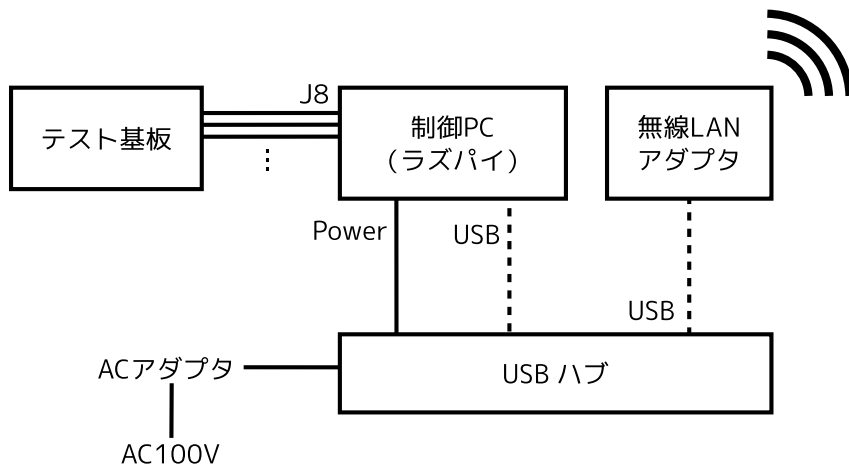 J8
テスト基板
制御PC
(ラズパイ)
無線LAN
アダプタ
Power
USB
USB
ACアダプタ
USB ハブ
AC100V